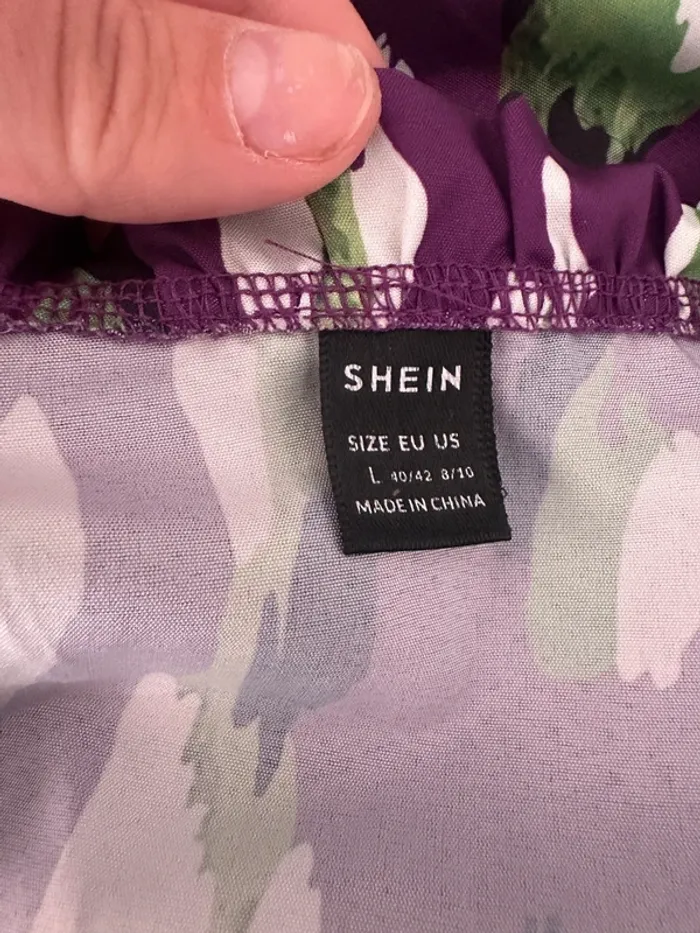 SHEIN
SIZE EU US
L 40/42 8/10
MADE IN CHINA